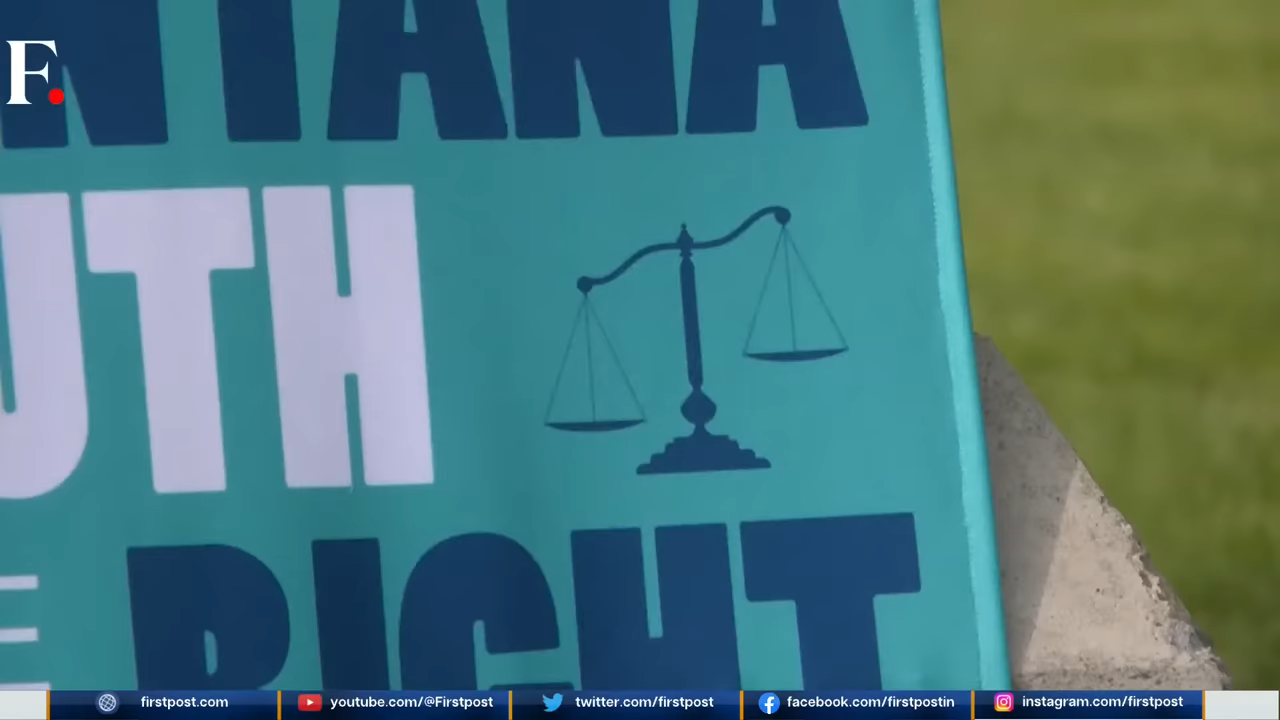 F.
NTANA
UTH
RIGHT
firstpost.com
youtube.com/@Firstpost
twitter.com/firstpost
facebook.com/firstpostin
instagram.com/firstpost